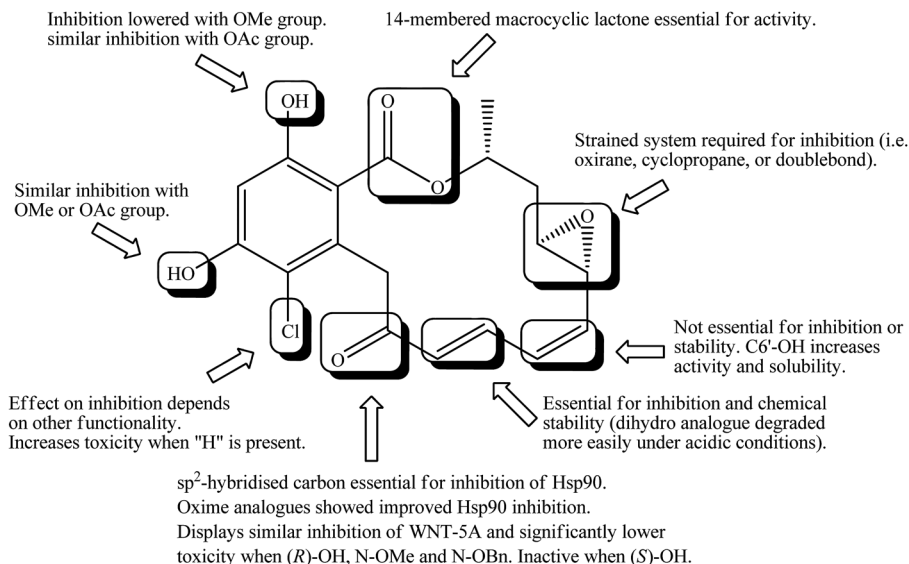 Inhibition lowered with OMe group.
similar inhibition with OAc group.
14-membered macrocyclic lactone essential for activity.
OH
O
O
Strained system required for inhibition (i.e.
oxirane, cyclopropane, or doublebond).
Similar inhibition with
OMe or OAc group.
O
HO
Cl
O
Not essential for inhibition or
stability. C6'-OH increases
activity and solubility.
Effect on inhibition depends
on other functionality.
Increases toxicity when "H" is present.
Essential for inhibition and chemical
stability (dihydro analogue degraded
more easily under acidic conditions).
sp²-hybridised carbon essential for inhibition of Hsp90.
Oxime analogues showed improved Hsp90 inhibition.
Displays similar inhibition of WNT-5A and significantly lower
toxicity when (R)-OH, N-OMe and N-OBn. Inactive when (S)-OH.